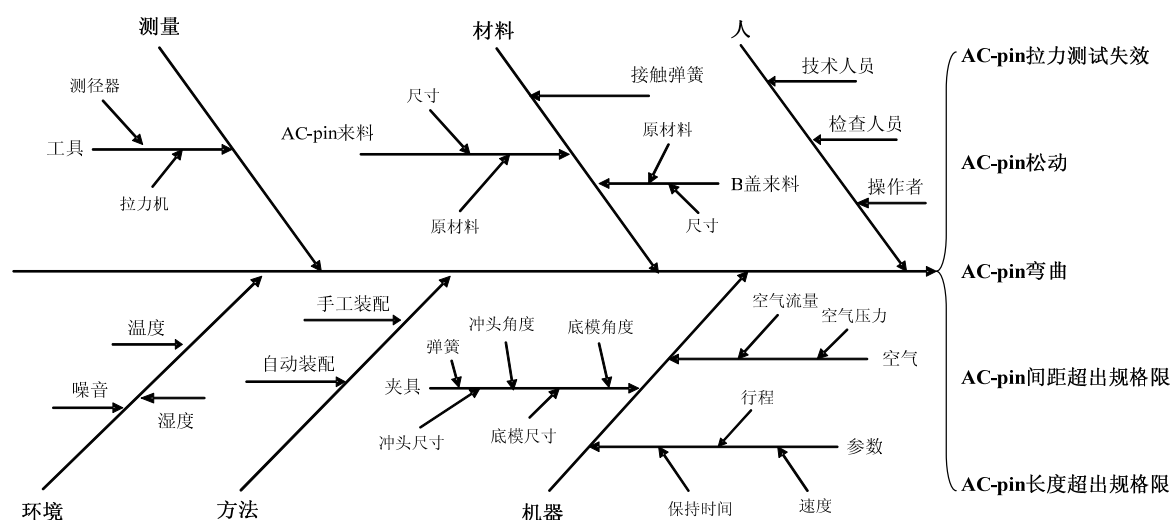 测量
材料
人
AC-pin拉力测试失效
技术人员
接触弹簧
测径器
尺寸
检查人员
AC-pin来料
原材料
工具
AC-pin松动
B盖来料
操作者
拉力机
原材料
尺寸
AC-pin弯曲
手工装配
空气流量
空气压力
温度
冲头角度
底模角度
弹簧
空气
自动装配
AC-pin间距超出规格限
夹具
噪音
行程
湿度
冲头尺寸
底模尺寸
参数
AC-pin长度超出规格限
保持时间
速度
环境
方法
机器